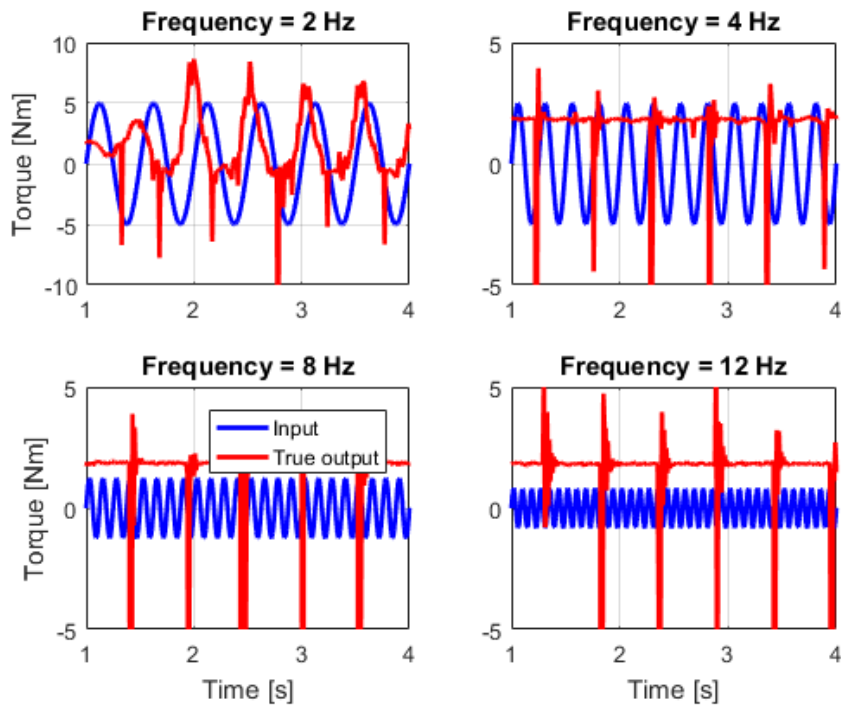 Frequency = 2 Hz
Frequency = 4 Hz
10
5
0
-5
-10
Torque [Nm]
1 2 3 4
5
0
-5
Torque [Nm]
1 2 3 4
Frequency = 8 Hz
Frequency = 12 Hz
5
0
-5
Torque [Nm]
Input
True output
1 2 3 4
Time [s]
5
0
-5
1 2 3 4
Time [s]